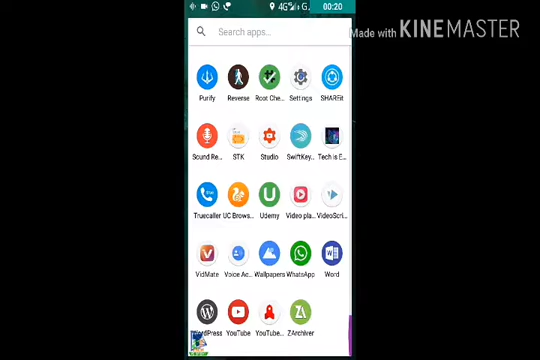 4G G. 00:20
Made with KINEMASTER
Search apps...
Purify Reverse Root Che... Settings SHAREit
Sound Re... STK Studio SwiftKey... Tech is E...
Truecaller UC Brows... Udemy Video pla... VideoScri...
VidMate Voice Ac... Wallpapers WhatsApp Word
WordPress YouTube YouTube... ZArchiver